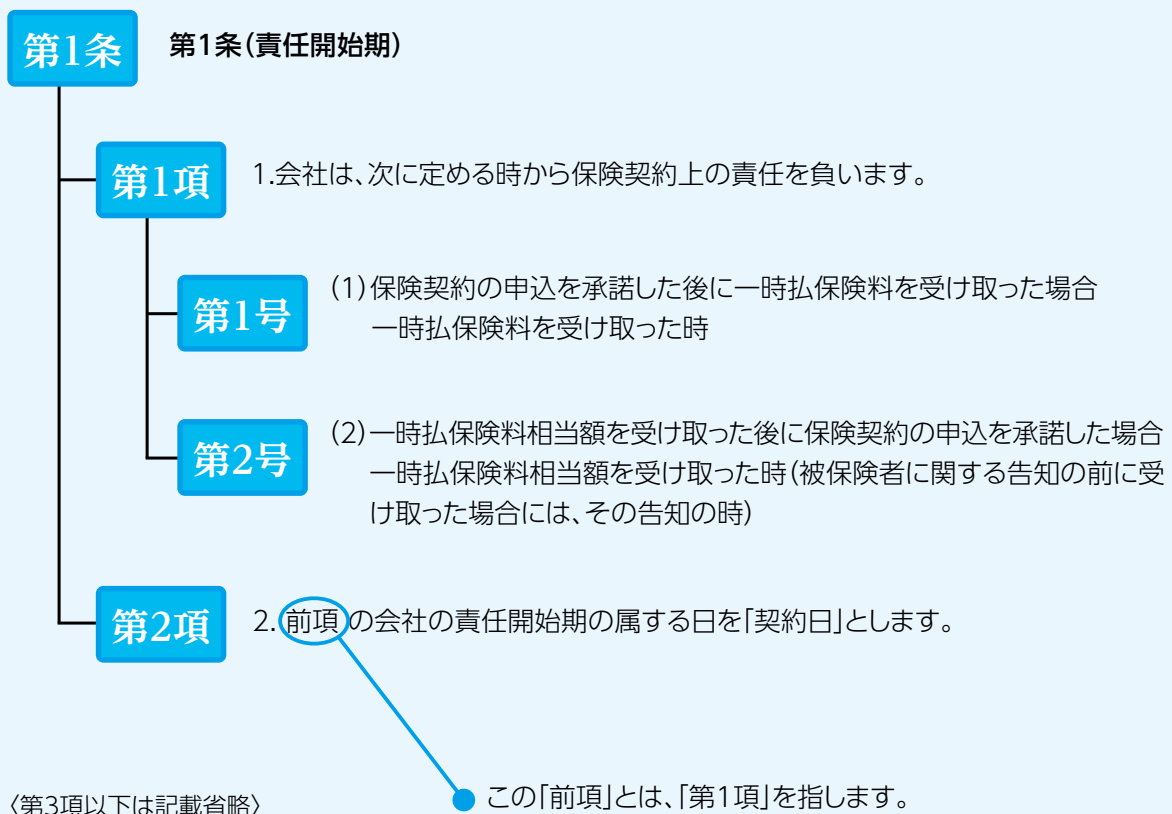 第1条
第1条(責任開始期)
第1項
1.会社は、次に定める時から保険契約上の責任を負います。
第1号
(1)保険契約の申込を承諾した後に一時払保険料を受け取った場合
一時払保険料を受け取った時
第2号
(2)一時払保険料相当額を受け取った後に保険契約の申込を承諾した場合
一時払保険料相当額を受け取った時(被保険者に関する告知の前に受
け取った場合には、その告知の時)
第2項
2.前項の会社の責任開始期の属する日を「契約日」とします。
この「前項」とは、「第1項」を指します。
〈第3項以下は記載省略〉